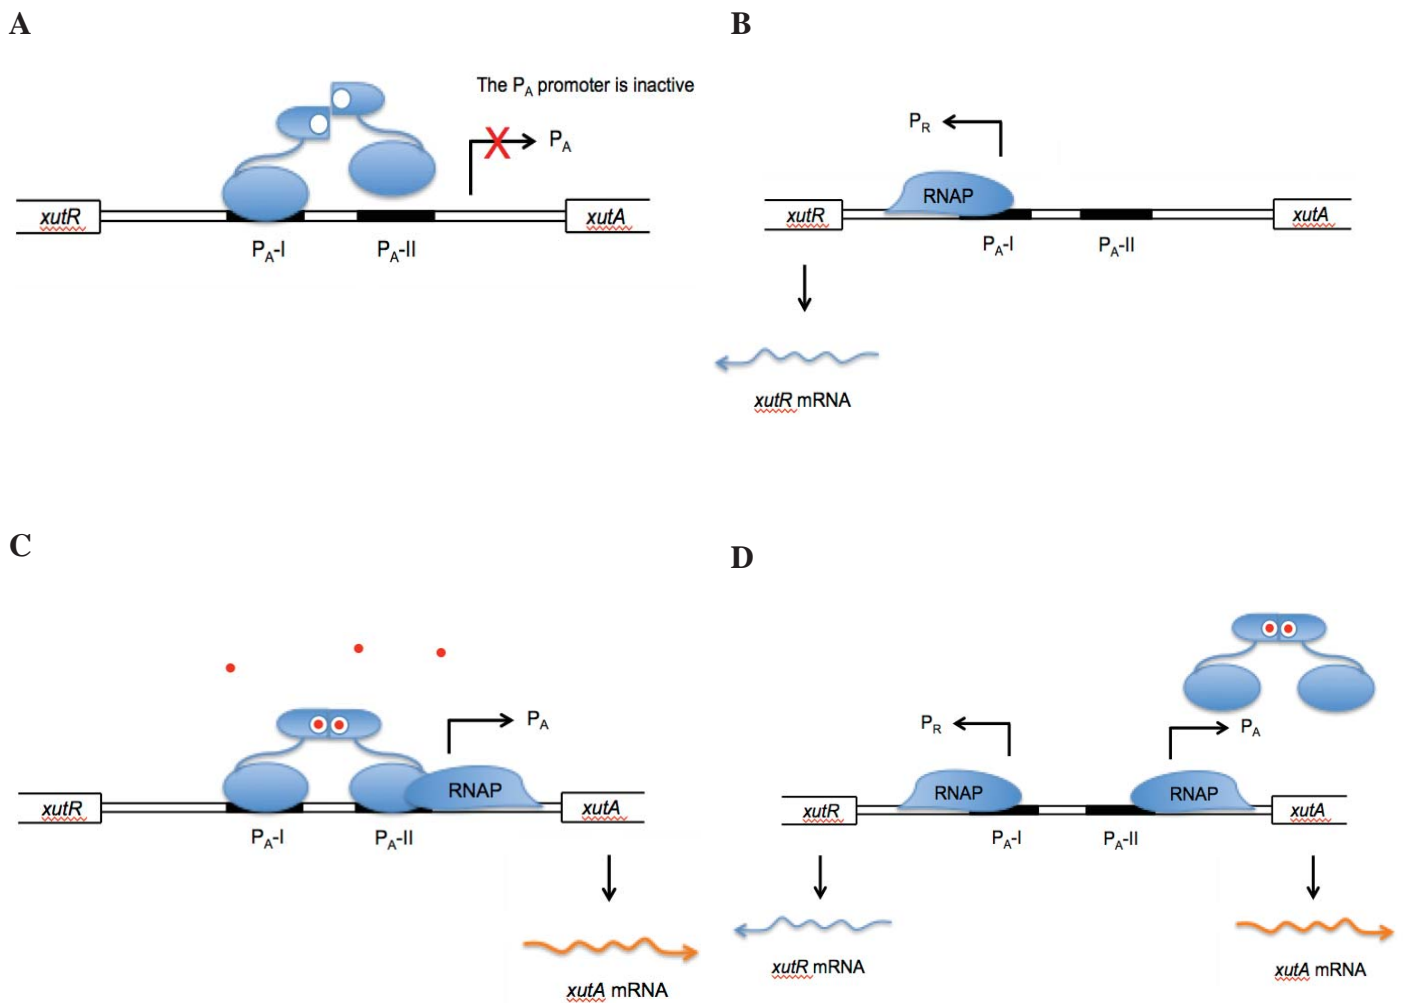 A
The PA promoter is inactive
PA
xutR
xutA
PA-I
PA-II
B
PR
RNAP
xutR
xutA
PA-I
PA-II
xutR mRNA
C
PA
RNAP
xutR
xutA
PA-I
PA-II
xutA mRNA
D
PR
PA
RNAP
RNAP
xutR
xutA
PA-I
PA-II
xutR mRNA
xutA mRNA